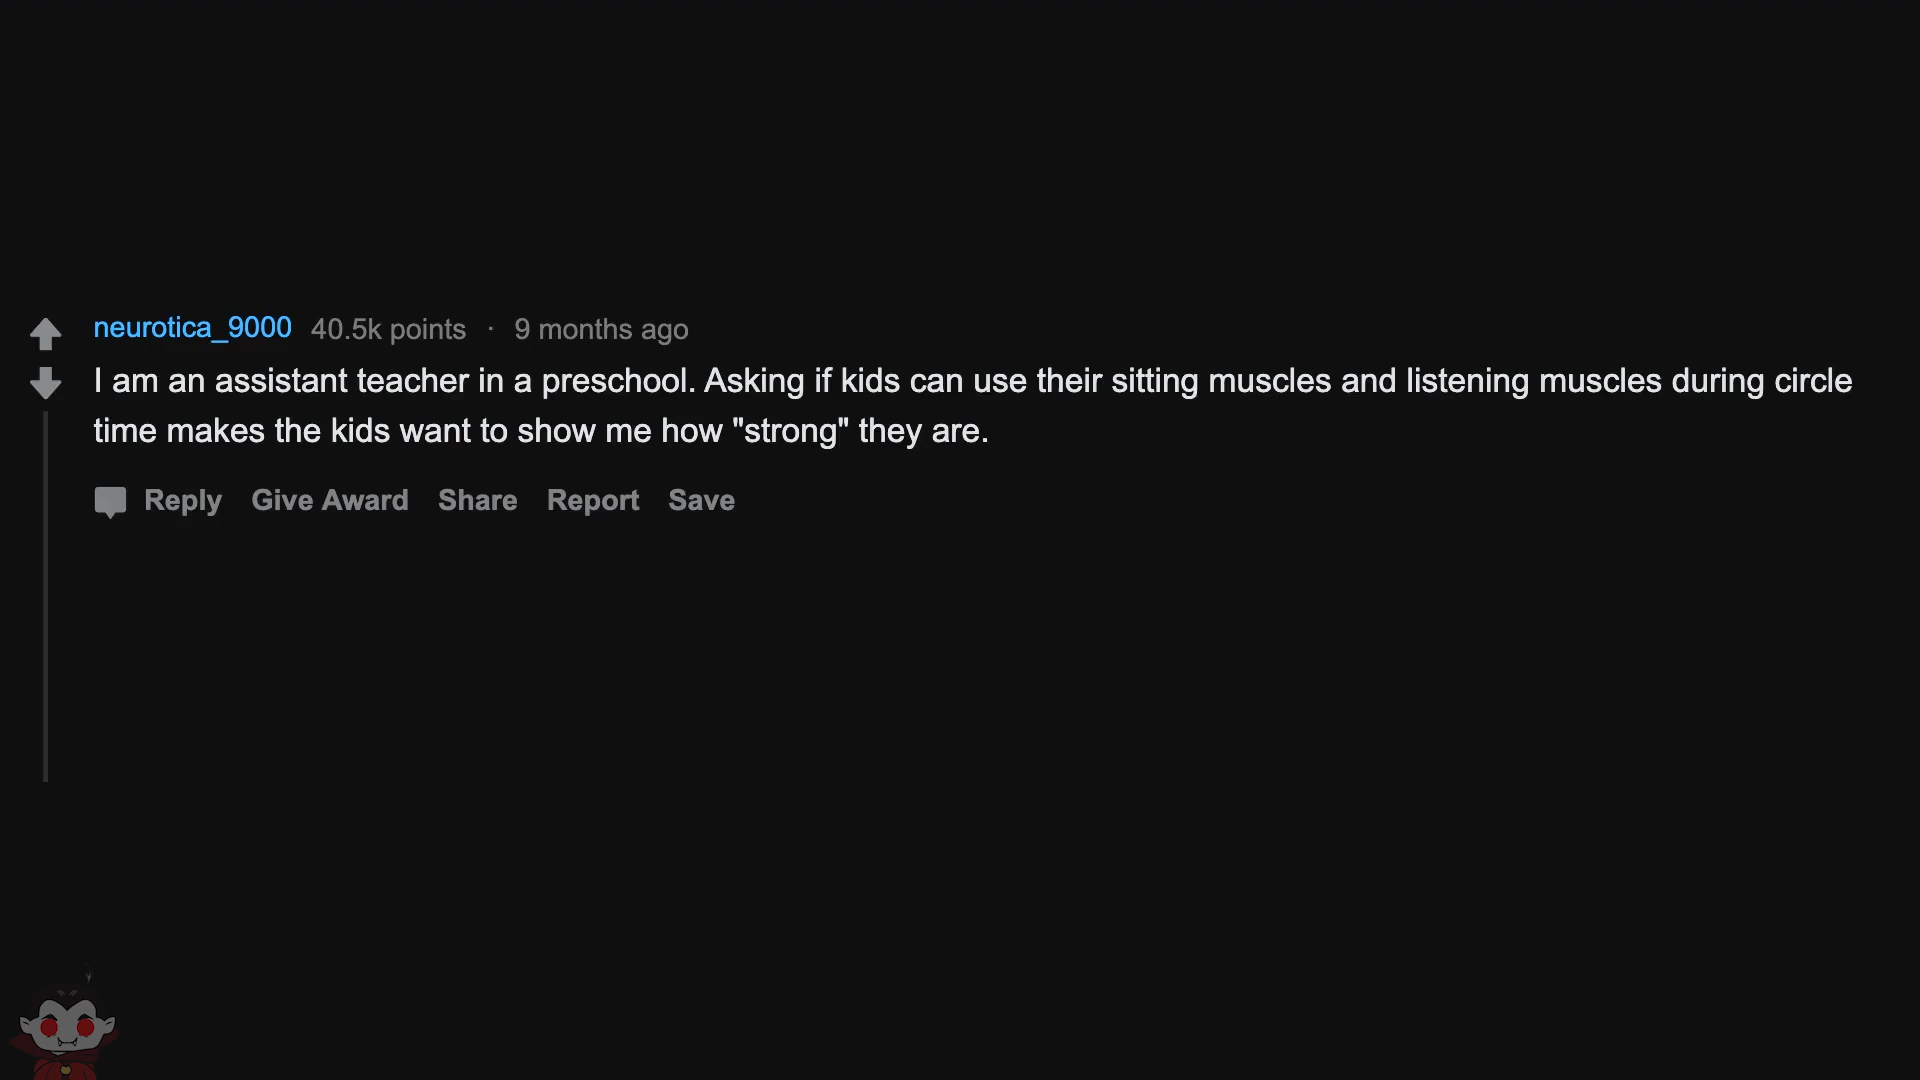 neurotica_9000 40.5k points · 9 months ago
I am an assistant teacher in a preschool. Asking if kids can use their sitting muscles and listening muscles during circle
time makes the kids want to show me how "strong" they are.
Reply Give Award Share Report Save